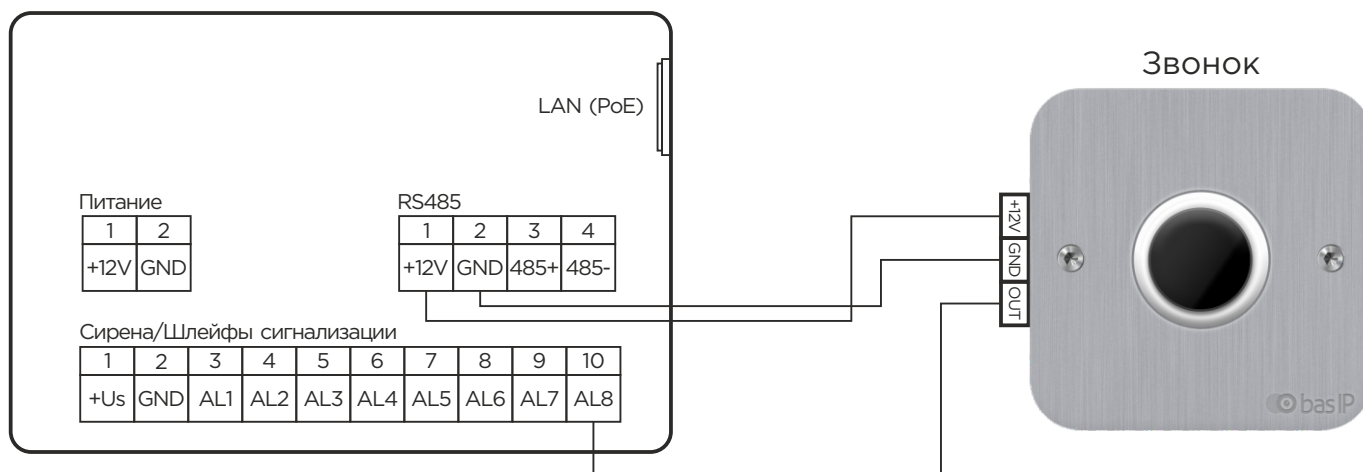 Звонок
LAN (PoE)
Питание
1 2
+12V GND
RS485
1 2 3 4
+12V GND 485+ 485-
+12V
GND
OUT
Сирена/Шлейфы сигнализации
1 2 3 4 5 6 7 8 9 10
+Us GND AL1 AL2 AL3 AL4 AL5 AL6 AL7 AL8
bas IP